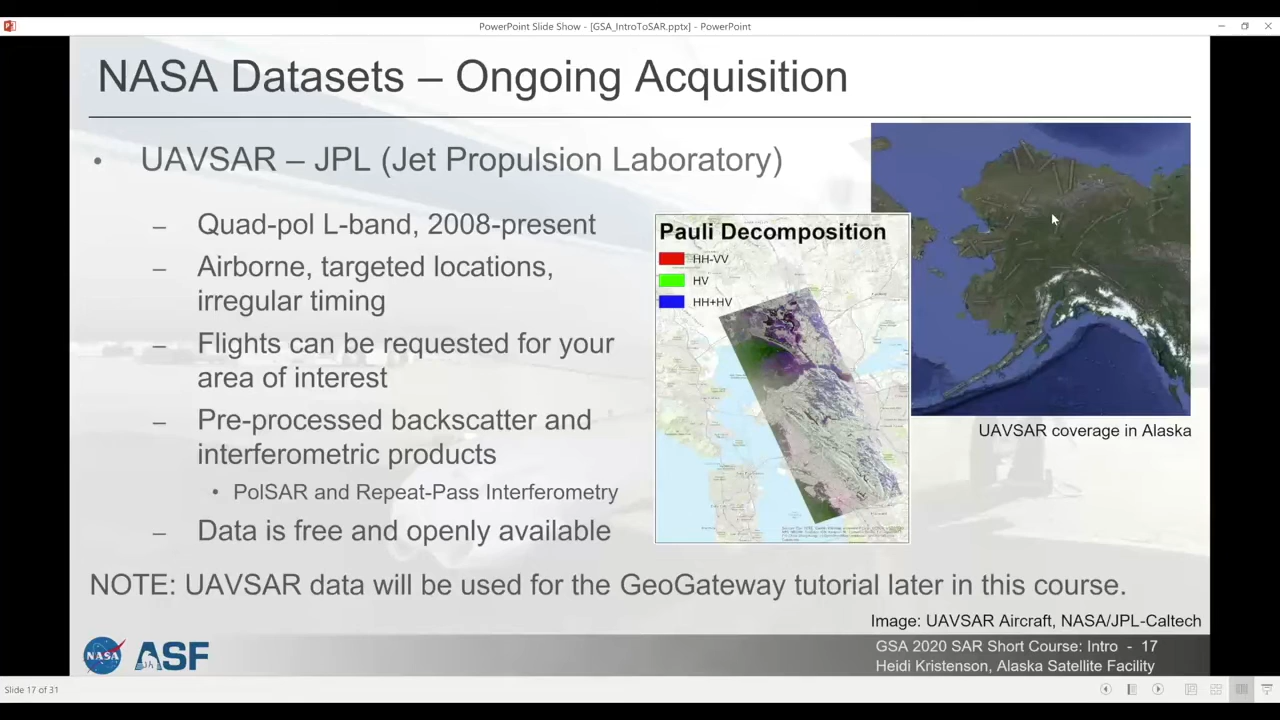 PowerPoint Slide Show - [GSA_IntroToSAR.pptx] - PowerPoint
NASA Datasets – Ongoing Acquisition
• UAVSAR – JPL (Jet Propulsion Laboratory)
– Quad-pol L-band, 2008-present
– Airborne, targeted locations,
irregular timing
– Flights can be requested for your
area of interest
– Pre-processed backscatter and
interferometric products
• PolSAR and Repeat-Pass Interferometry
– Data is free and openly available
Pauli Decomposition
HH-VV
HV
HH+HV
UAVSAR coverage in Alaska
NOTE: UAVSAR data will be used for the GeoGateway tutorial later in this course.
Image: UAVSAR Aircraft, NASA/JPL-Caltech
NASA
ASF
GSA 2020 SAR Short Course: Intro - 17
Heidi Kristenson, Alaska Satellite Facility
Slide 17 of 31